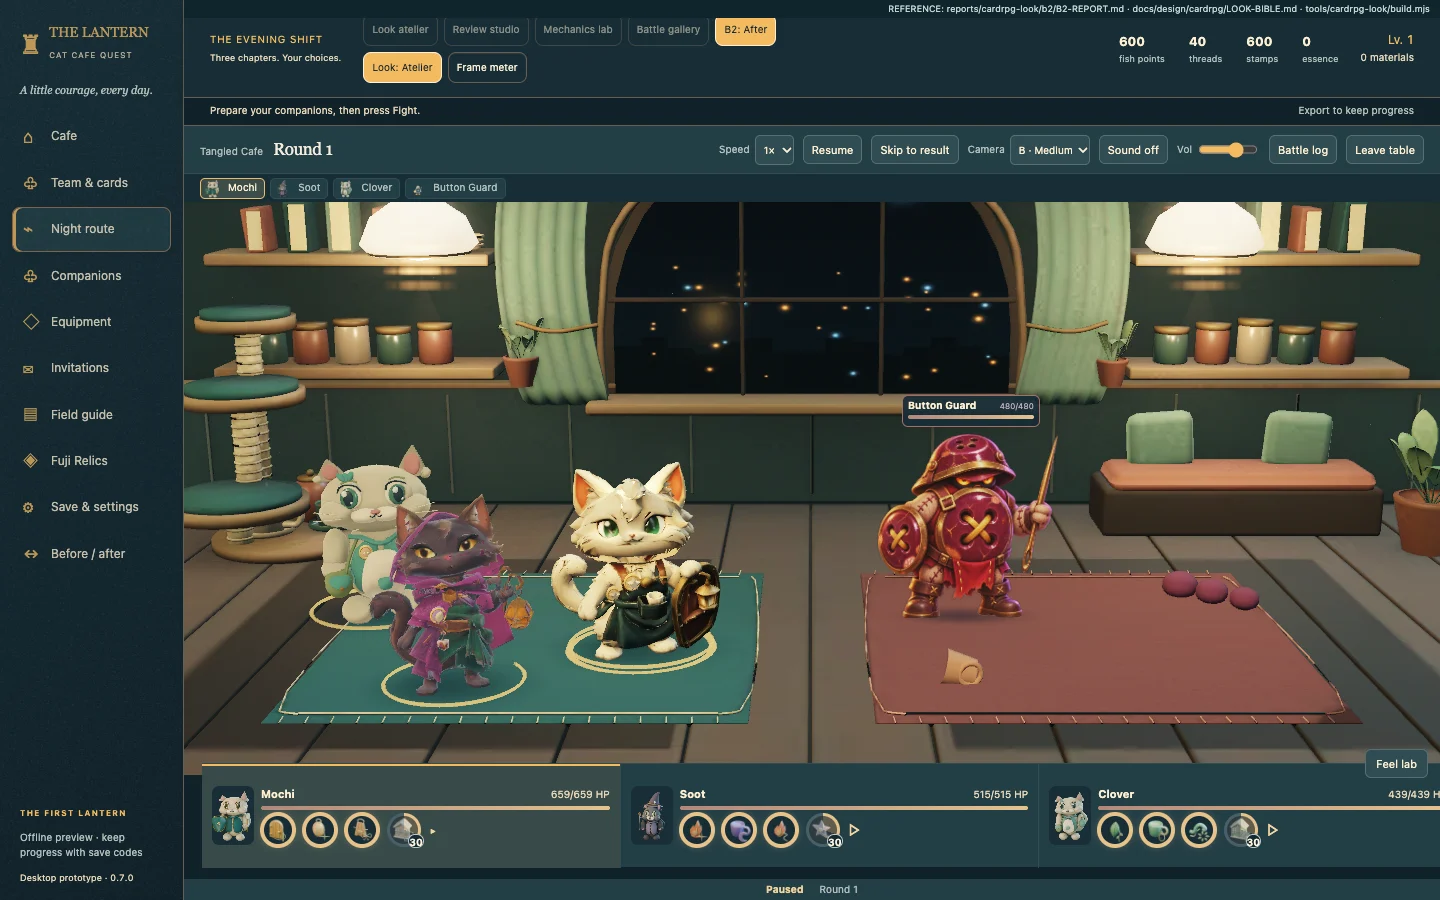 REFERENCE: reports/cardrpg-look/b2/B2-REPORT.md · docs/design/cardrpg/LOOK-BIBLE.md · tools/cardrpg-look/build.mjs
THE LANTERN
CAT CAFE QUEST
A little courage, every day.
Cafe
Team & cards
Night route
Companions
Equipment
Invitations
Field guide
Fuji Relics
Save & settings
Before / after
THE FIRST LANTERN
Offline preview · keep
progress with save codes
Desktop prototype · 0.7.0
THE EVENING SHIFT
Three chapters. Your choices.
Look atelier
Review studio
Mechanics lab
Battle gallery
B2: After
Look: Atelier
Frame meter
600
fish points
40
threads
600
stamps
0
essence
Lv. 1
0 materials
Prepare your companions, then press Fight.
Export to keep progress
Tangled Cafe
Round 1
Speed
1×
Resume
Skip to result
Camera
B · Medium
Sound off
Vol
Battle log
Leave table
Mochi
Soot
Clover
Button Guard
Button Guard
480/480
Feel lab
Mochi
659/659 HP
30
Soot
515/515 HP
30
Clover
439/439 H
30
Paused
Round 1